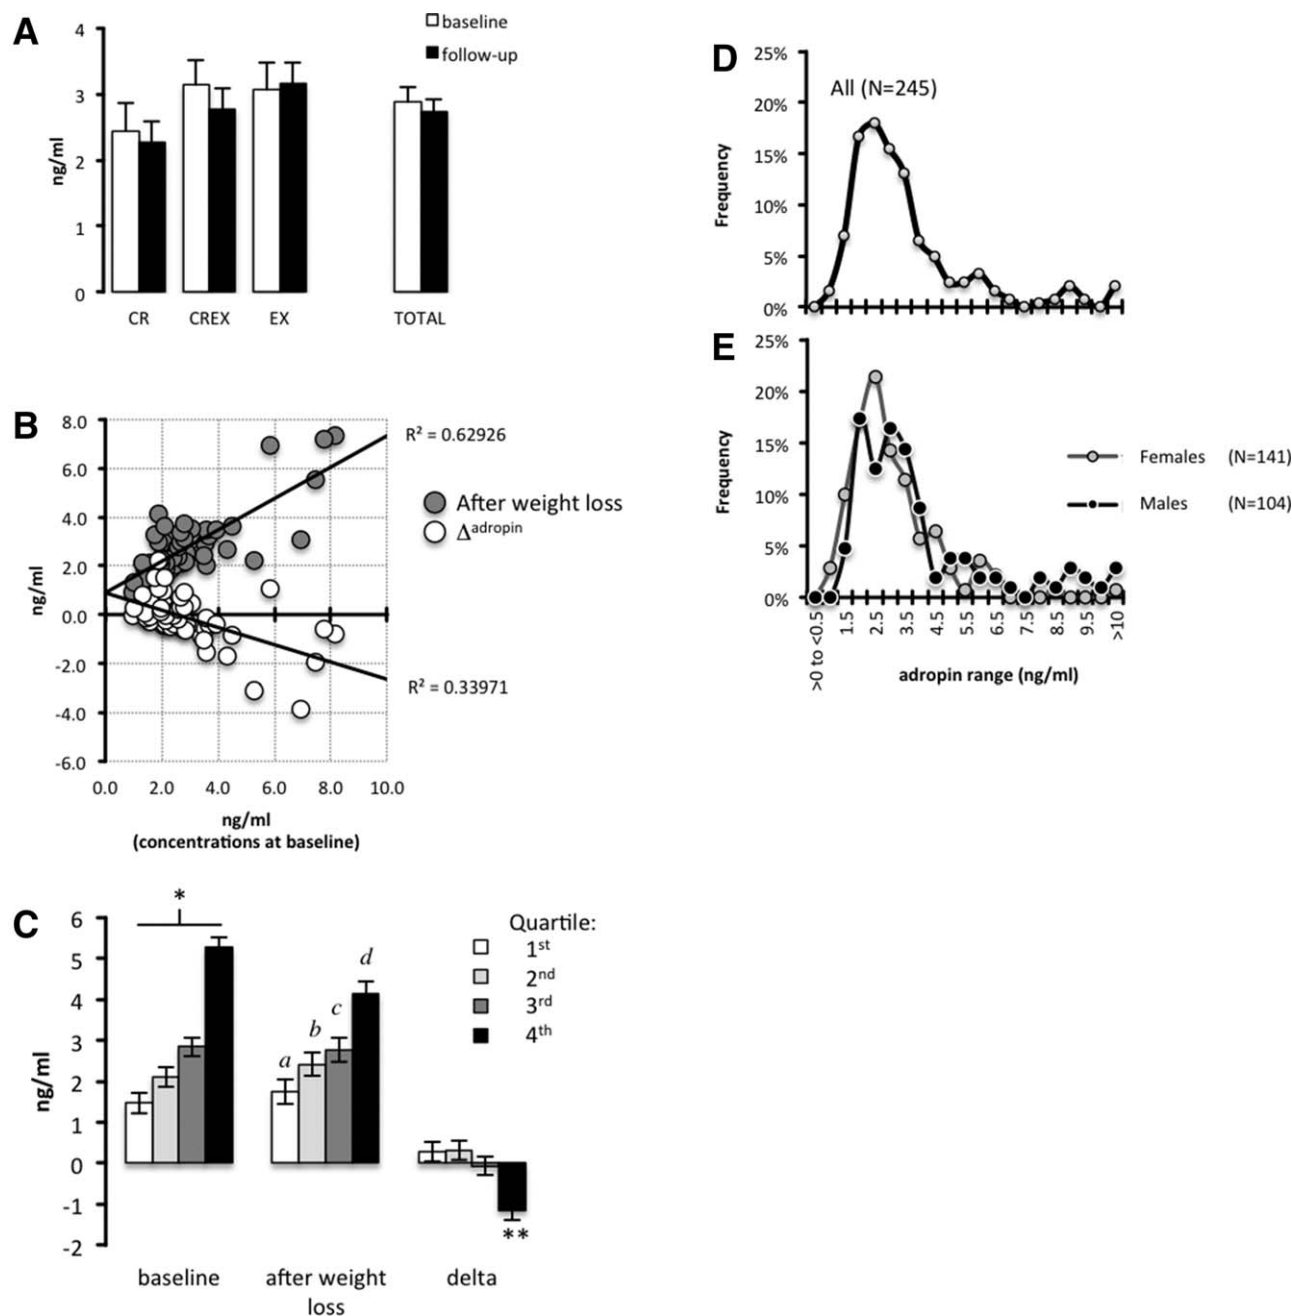 A
4
3
2
1
0
ng/ml
baseline
follow-up
CR CREX EX TOTAL
B
8.0
6.0
4.0
2.0
0.0
-2.0
-4.0
-6.0
ng/ml
R² = 0.62926
After weight loss
Δadropin
R² = 0.33971
0.0 2.0 4.0 6.0 8.0 10.0
ng/ml
(concentrations at baseline)
C
6
5
4
3
2
1
0
-1
-2
ng/ml
*
a
b
c
d
**
Quartile:
1st
2nd
3rd
4th
baseline
after weight
loss
delta
D
25%
20%
15%
10%
5%
0%
Frequency
All (N=245)
E
25%
20%
15%
10%
5%
0%
Frequency
Females (N=141)
Males (N=104)
>0 to <0.5 1.5 2.5 3.5 4.5 5.5 6.5 7.5 8.5 9.5 >10
adropin range (ng/ml)